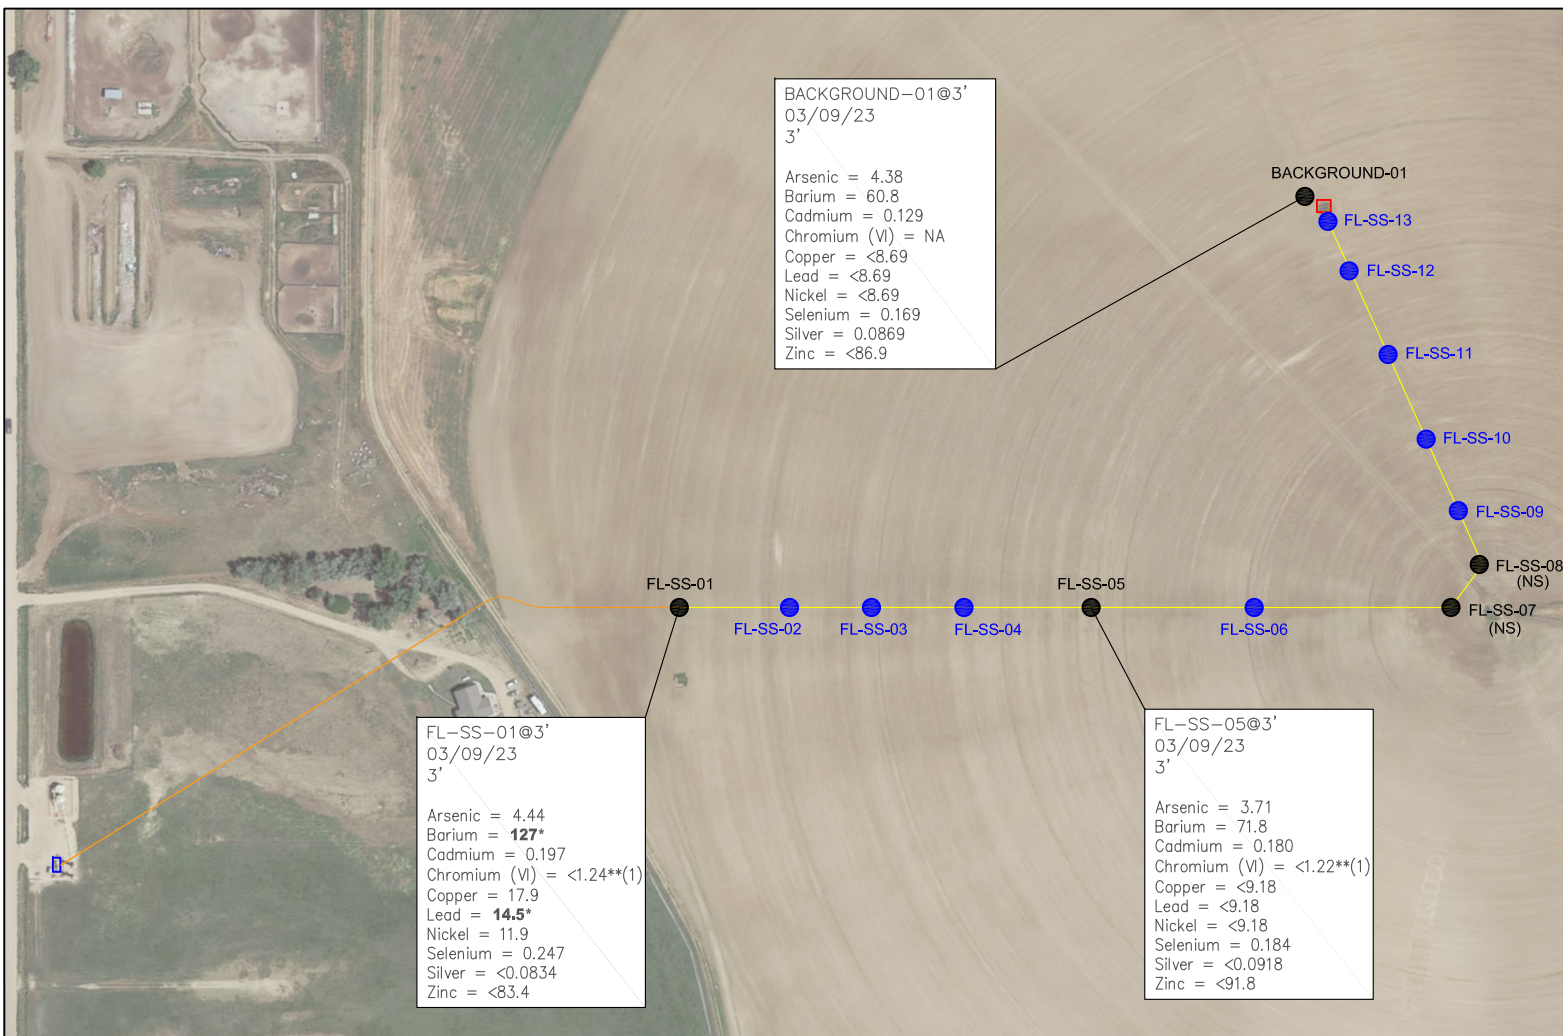 BACKGROUND-01@3'
03/09/23
3'
Arsenic = 4.38
Barium = 60.8
Cadmium = 0.129
Chromium (VI) = NA
Copper = <8.69
Lead = <8.69
Nickel = <8.69
Selenium = 0.169
Silver = 0.0869
Zinc = <86.9
BACKGROUND-01
FL-SS-13
FL-SS-12
FL-SS-11
FL-SS-10
FL-SS-09
FL-SS-08
(NS)
FL-SS-07
(NS)
FL-SS-01
FL-SS-02
FL-SS-03
FL-SS-04
FL-SS-05
FL-SS-06
FL-SS-01@3'
03/09/23
3'
Arsenic = 4.44
Barium = 127*
Cadmium = 0.197
Chromium (VI) = <1.24**(1)
Copper = 17.9
Lead = 14.5*
Nickel = 11.9
Selenium = 0.247
Silver = <0.0834
Zinc = <83.4
FL-SS-05@3'
03/09/23
3'
Arsenic = 3.71
Barium = 71.8
Cadmium = 0.180
Chromium (VI) = <1.22**(1)
Copper = <9.18
Lead = <9.18
Nickel = <9.18
Selenium = 0.184
Silver = <0.0918
Zinc = <91.8